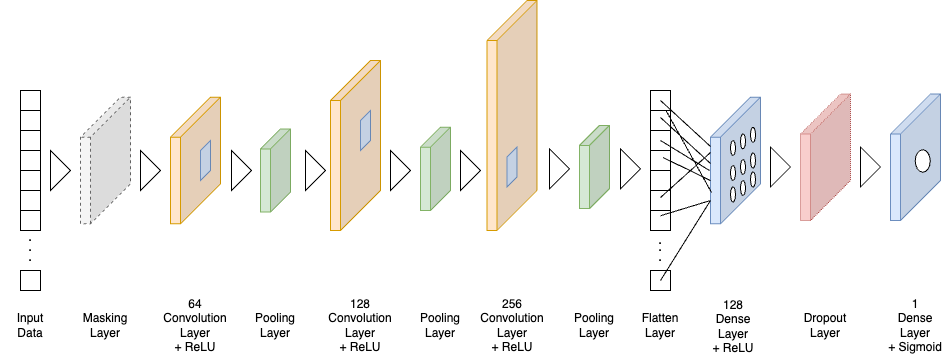 Input
Data
Masking
Layer
64
Convolution
Layer
+ ReLU
Pooling
Layer
128
Convolution
Layer
+ ReLU
Pooling
Layer
256
Convolution
Layer
+ ReLU
Pooling
Layer
Flatten
Layer
128
Dense
Layer
+ ReLU
Dropout
Layer
1
Dense
Layer
+ Sigmoid